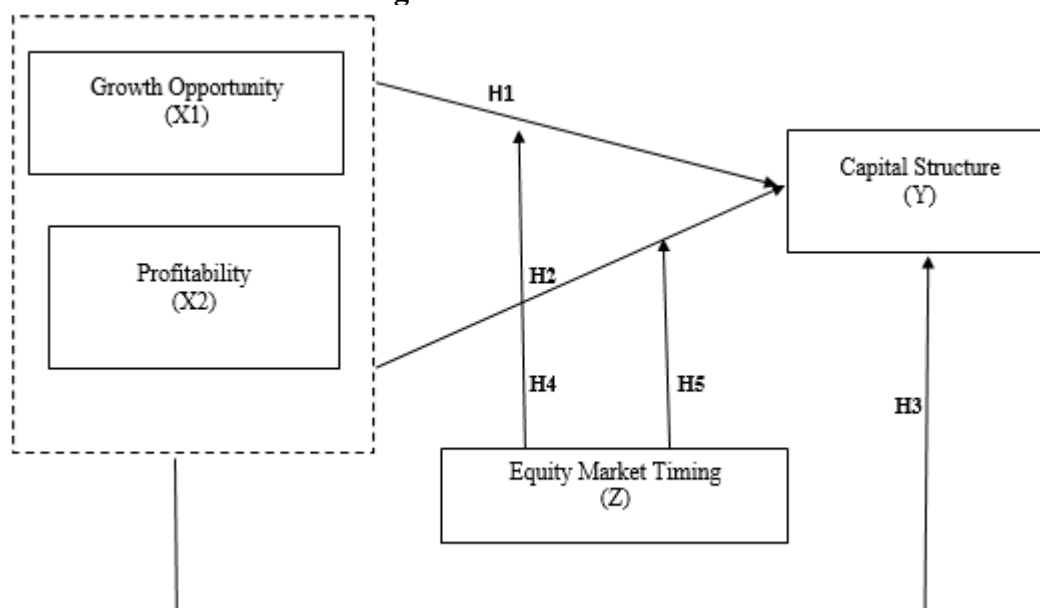 Growth Opportunity
(X1)
H1
Capital Structure
(Y)
Profitability
(X2)
H2
H4
H5
H3
Equity Market Timing
(Z)